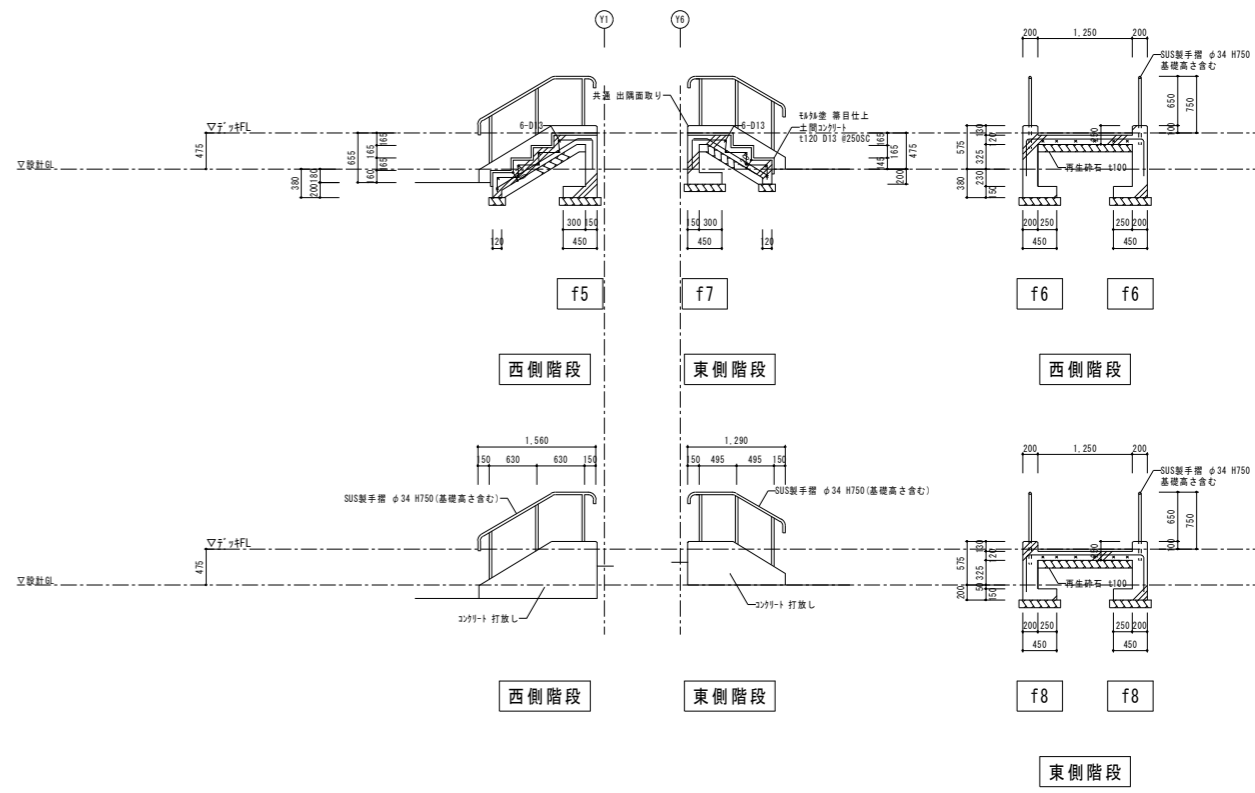 Y1
Y6
200
1,250
200
SUS製手摺 φ34 H750
基礎高さ含む
共通 出隅面取り
6-D13
6-D13
ﾓﾙﾀﾙ塗 箒目仕上
土間ｺﾝｸﾘｰﾄ
t120 D13 @250SC
▽ﾃﾞｯｷFL
475
655
165
165
165
160
▽設計GL
380
180
200
165
165
145
200
475
650
750
100
130
120
575
325
380
230
150
再生砕石 t100
300
150
450
120
150
300
450
120
200
250
450
250
200
450
f5
f7
f6
f6
西側階段
東側階段
西側階段
1,560
150
630
630
150
1,290
150
495
495
150
200
1,250
200
SUS製手摺 φ34 H750(基礎高さ含む)
SUS製手摺 φ34 H750(基礎高さ含む)
SUS製手摺 φ34 H750
基礎高さ含む
▽ﾃﾞｯｷFL
475
▽設計GL
ｺﾝｸﾘｰﾄ 打放し
ｺﾝｸﾘｰﾄ 打放し
650
750
100
130
120
575
325
200
50
150
再生砕石 t100
200
250
450
250
200
450
西側階段
東側階段
f8
f8
東側階段